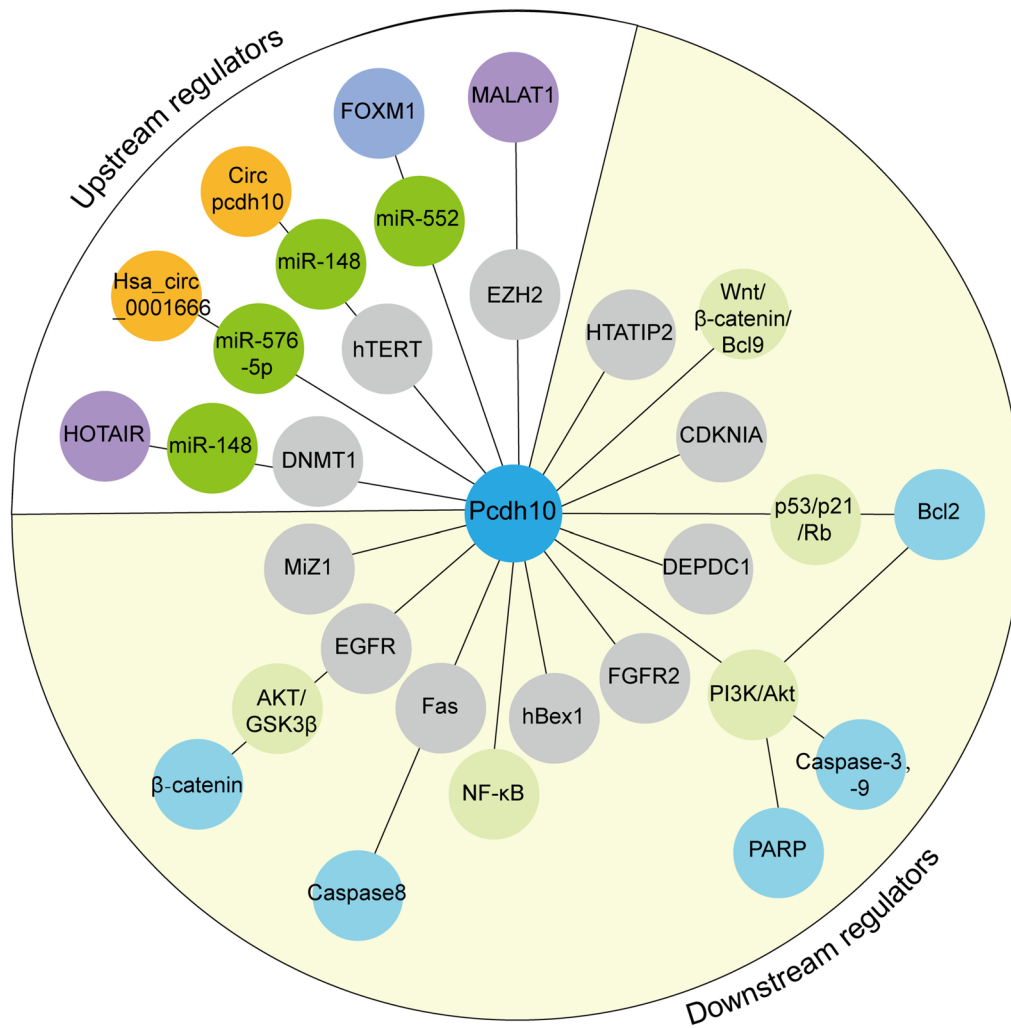 Upstream regulators
MALAT1
FOXM1
Circ
pcdh10
miR-552
miR-148
EZH2
Hsa_circ
_0001666
miR-576
-5p
hTERT
HOTAIR
miR-148
DNMT1
HTATIP2
Wnt/
β-catenin/
Bcl9
CDKNIA
Pcdh10
p53/p21
/Rb
Bcl2
MiZ1
DEPDC1
EGFR
FGFR2
PI3K/Akt
AKT/
GSK3β
Fas
hBex1
β-catenin
NF-κB
Caspase-3,
-9
PARP
Caspase8
Downstream regulators